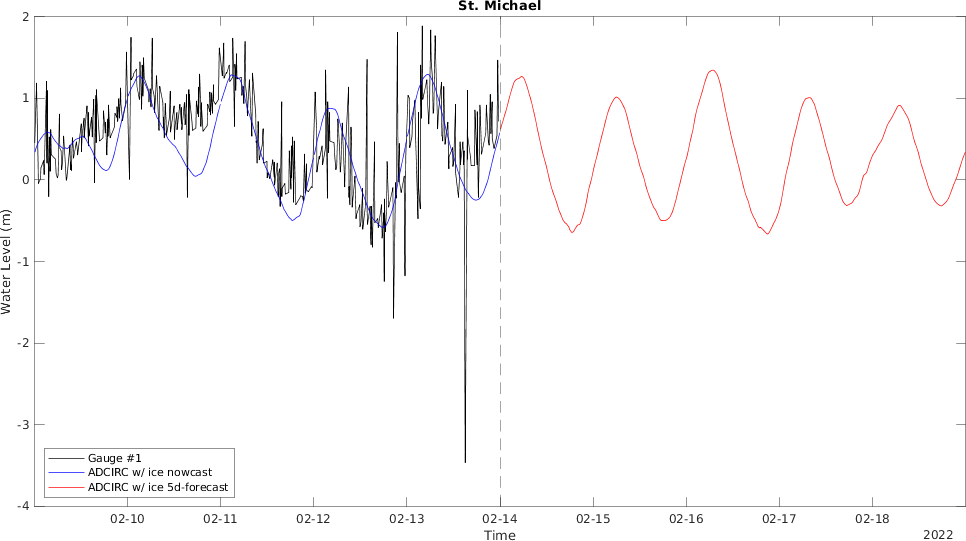 St. Michael
Water Level (m)
2
1
0
-1
-2
-3
-4
Gauge #1
ADCIRC w/ ice nowcast
ADCIRC w/ ice 5d-forecast
02-10 02-11 02-12 02-13 02-14 02-15 02-16 02-17 02-18
Time
2022